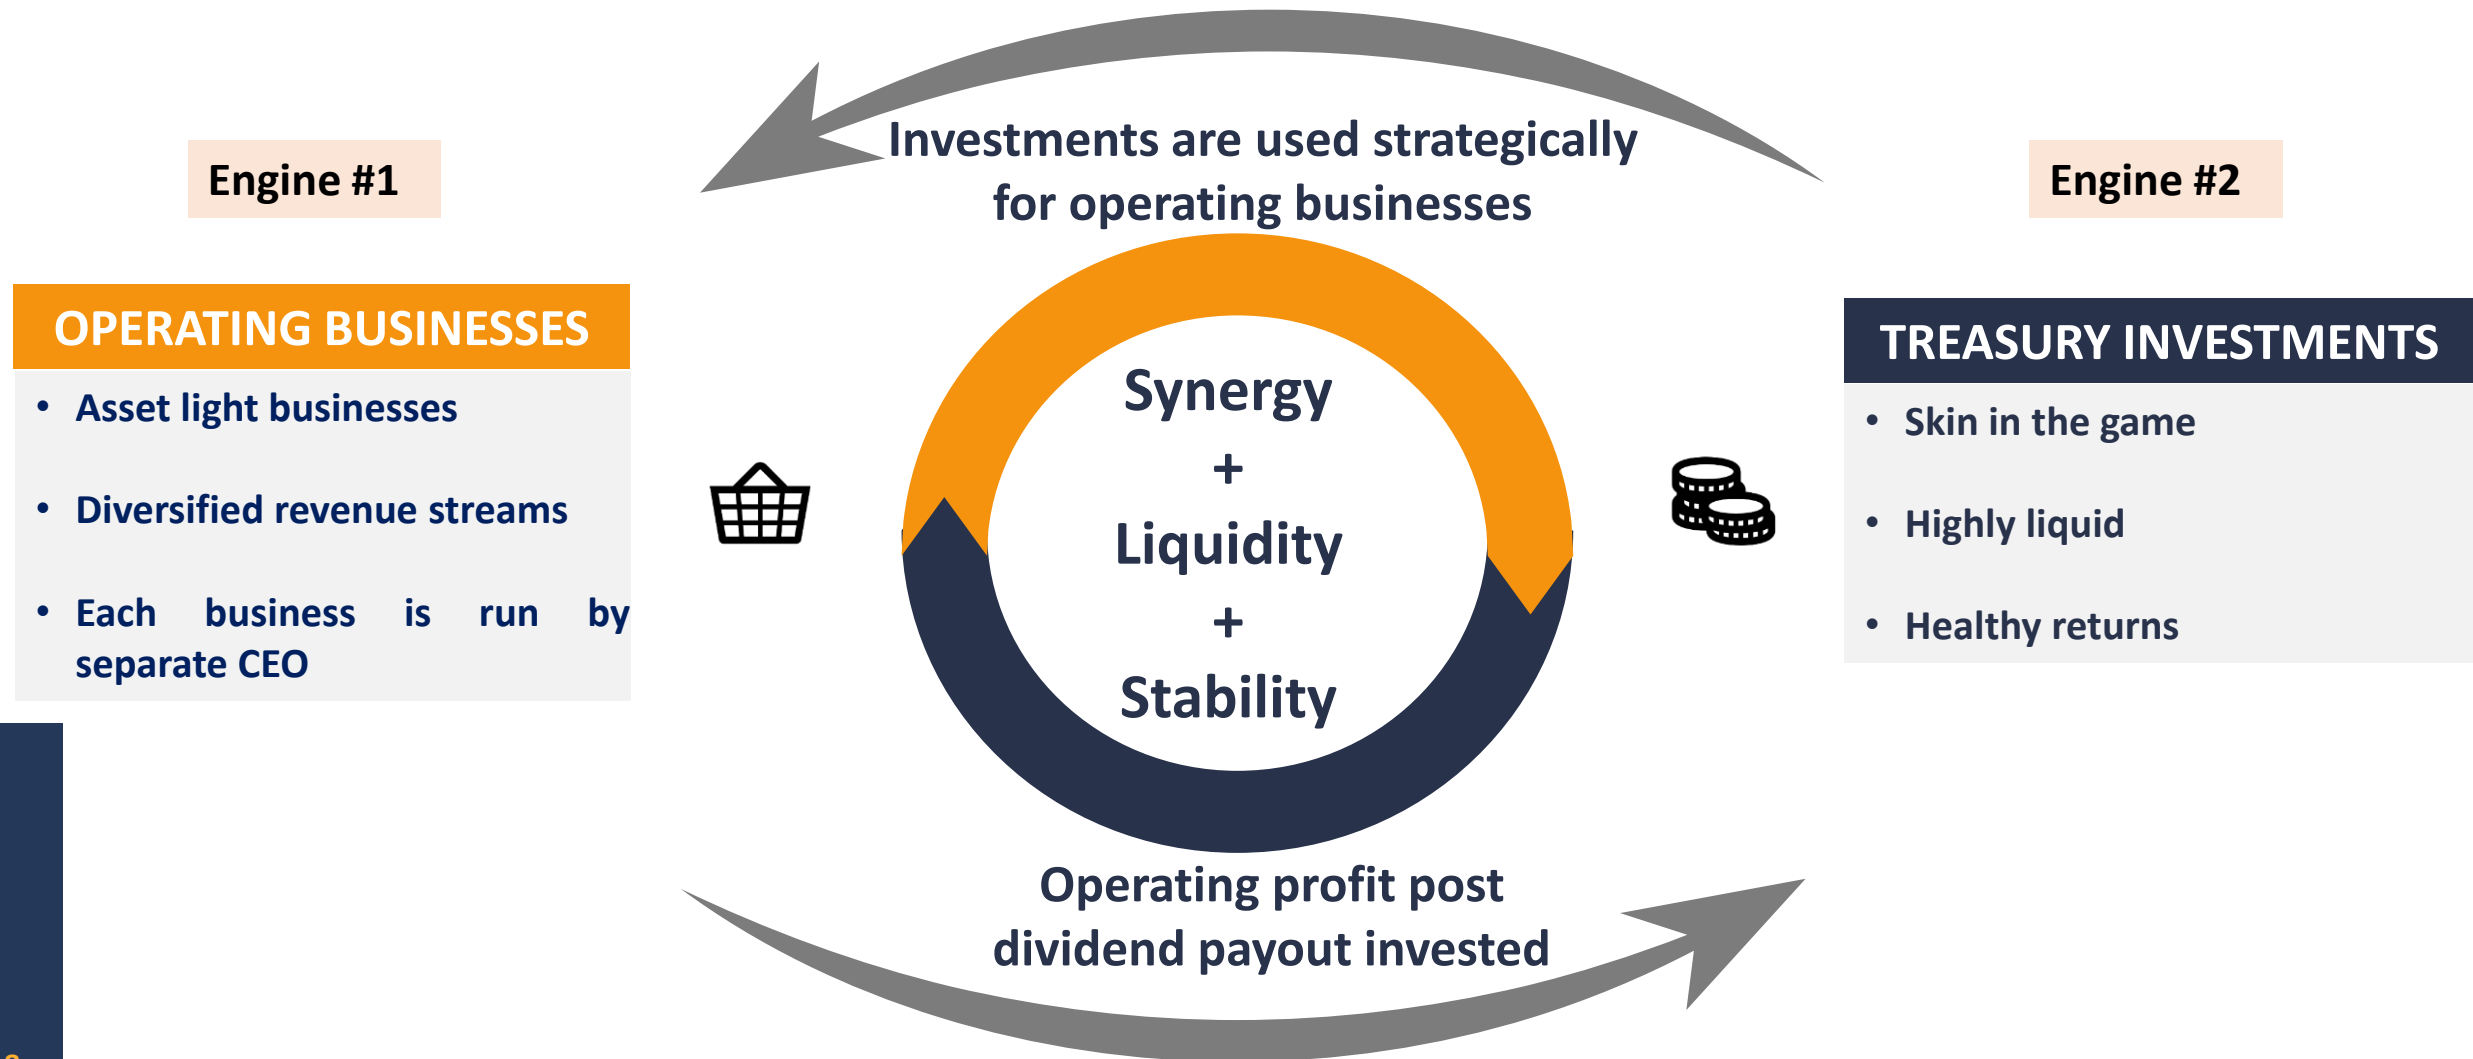 Investments are used strategically
for operating businesses
Engine #1
Engine #2
OPERATING BUSINESSES
• Asset light businesses
• Diversified revenue streams
• Each business is run by
separate CEO
Synergy
+
Liquidity
+
Stability
TREASURY INVESTMENTS
• Skin in the game
• Highly liquid
• Healthy returns
Operating profit post
dividend payout invested